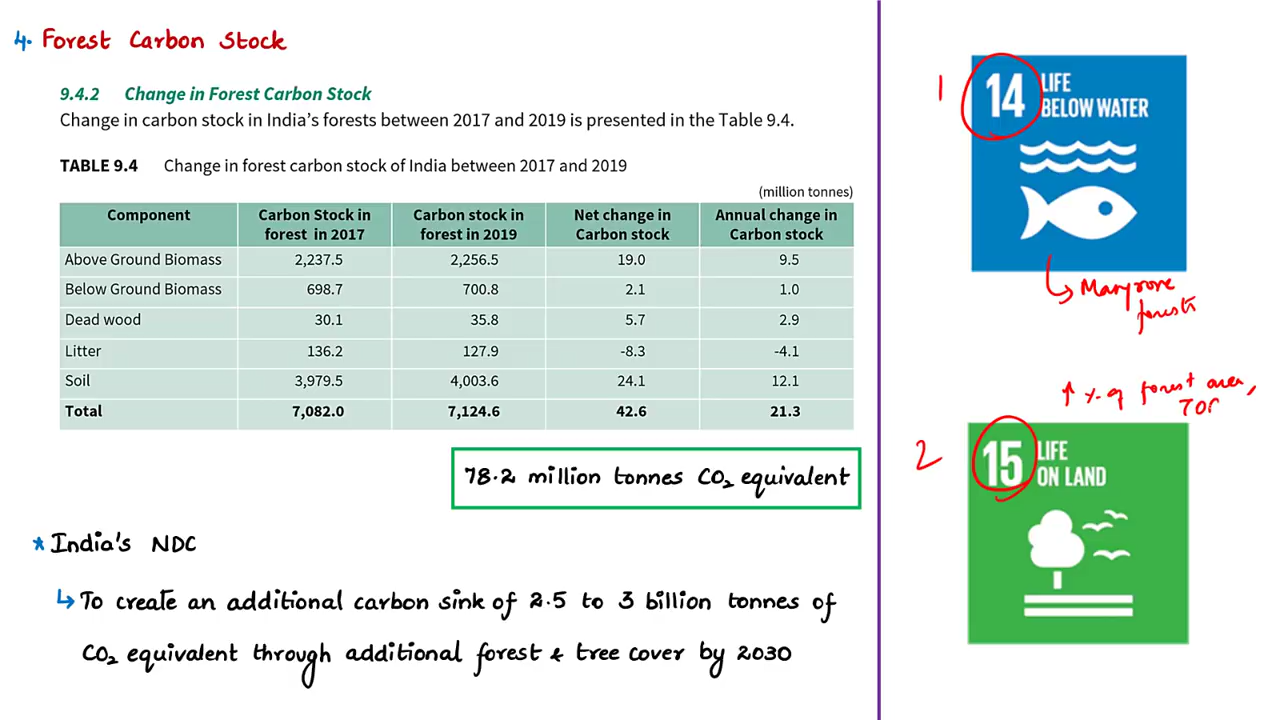 4. Forest Carbon Stock
9.4.2 Change in Forest Carbon Stock
Change in carbon stock in India's forests between 2017 and 2019 is presented in the Table 9.4.
TABLE 9.4 Change in forest carbon stock of India between 2017 and 2019
(million tonnes)
Component | Carbon Stock in forest in 2017 | Carbon stock in forest in 2019 | Net change in Carbon stock | Annual change in Carbon stock
Above Ground Biomass 2,237.5 2,256.5 19.0 9.5
Below Ground Biomass 698.7 700.8 2.1 1.0
Dead wood 30.1 35.8 5.7 2.9
Litter 136.2 127.9 -8.3 -4.1
Soil 3,979.5 4,003.6 24.1 12.1
Total 7,082.0 7,124.6 42.6 21.3
78.2 million tonnes CO₂ equivalent
* India's NDC
↳ To create an additional carbon sink of 2.5 to 3 billion tonnes of
CO₂ equivalent through additional forest & tree cover by 2030
1
14 LIFE
BELOW WATER
↳ Mangrove
forests
↑ % of forest area,
TOF
2
15 LIFE
ON LAND